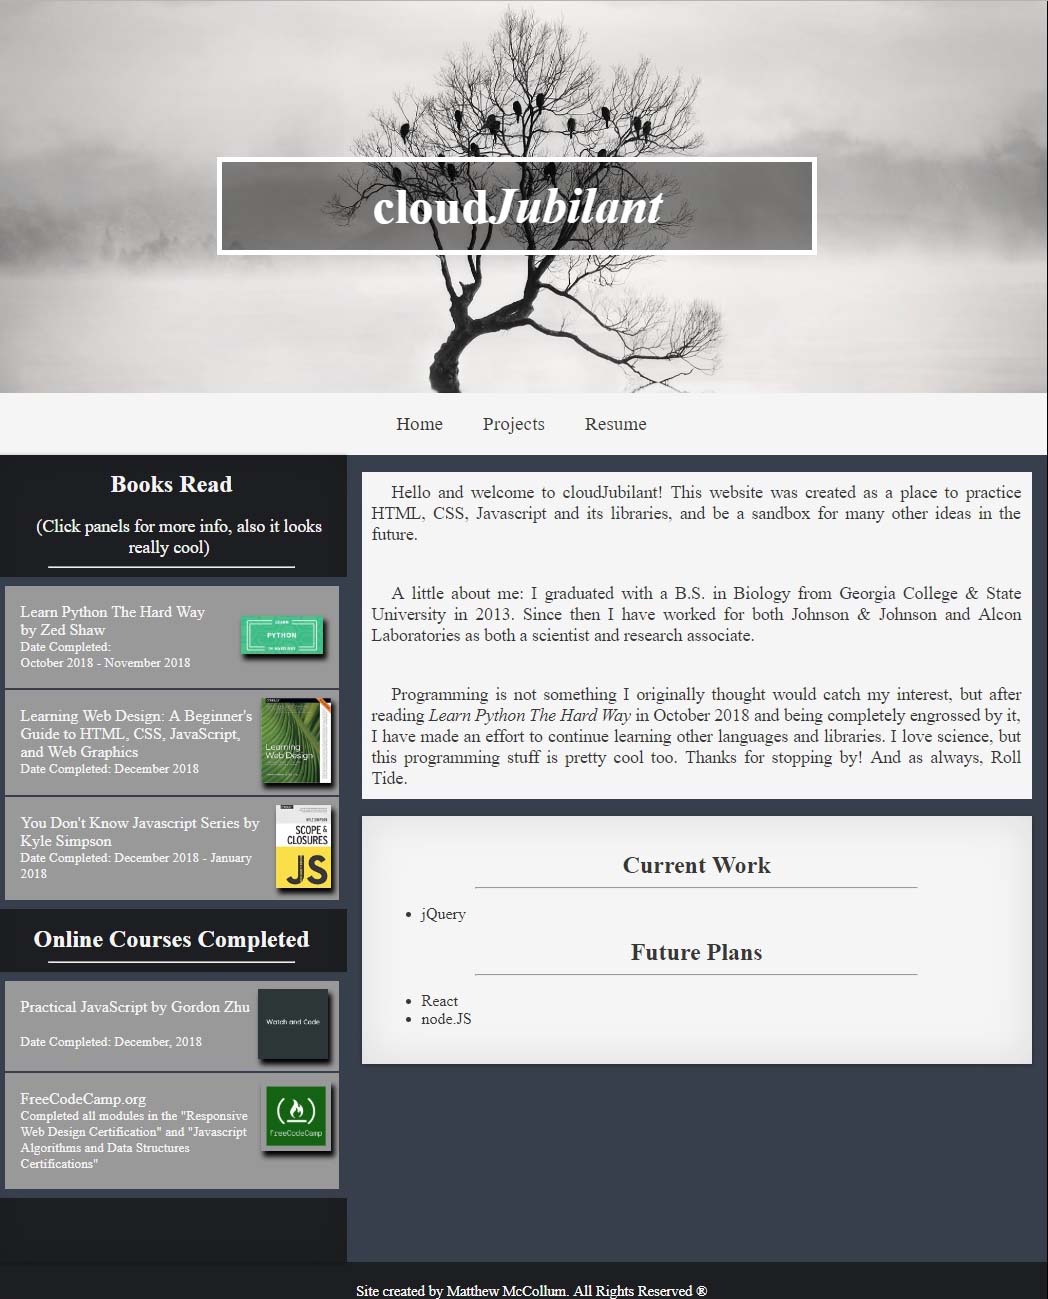 cloudJubilant
Home Projects Resume
Books Read
(Click panels for more info, also it looks
really cool)
Learn Python The Hard Way
by Zed Shaw
Date Completed:
October 2018 - November 2018
LEARN
PYTHON
THE HARD WAY
Learning Web Design: A Beginner's
Guide to HTML, CSS, JavaScript,
and Web Graphics
Date Completed: December 2018
Learning
Web Design
You Don't Know Javascript Series by
Kyle Simpson
Date Completed: December 2018 - January
2018
KYLE SIMPSON
SCOPE &
CLOSURES
JS
Online Courses Completed
Practical JavaScript by Gordon Zhu
Date Completed: December, 2018
Watch and Code
FreeCodeCamp.org
Completed all modules in the "Responsive
Web Design Certification" and "Javascript
Algorithms and Data Structures
Certifications"
FreeCodeCamp
Hello and welcome to cloudJubilant! This website was created as a place to practice
HTML, CSS, Javascript and its libraries, and be a sandbox for many other ideas in the
future.
A little about me: I graduated with a B.S. in Biology from Georgia College & State
University in 2013. Since then I have worked for both Johnson & Johnson and Alcon
Laboratories as both a scientist and research associate.
Programming is not something I originally thought would catch my interest, but after
reading Learn Python The Hard Way in October 2018 and being completely engrossed by it,
I have made an effort to continue learning other languages and libraries. I love science, but
this programming stuff is pretty cool too. Thanks for stopping by! And as always, Roll
Tide.
Current Work
jQuery
Future Plans
React
node.JS
Site created by Matthew McCollum. All Rights Reserved ®